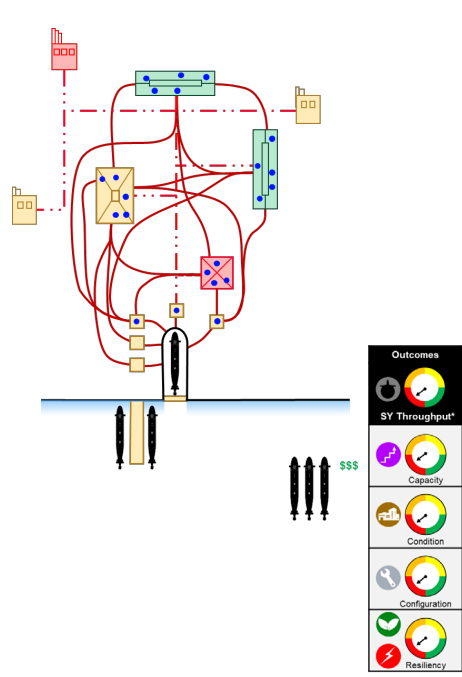 Outcomes
SY Throughput*
$$$
Capacity
Condition
Configuration
Resiliency